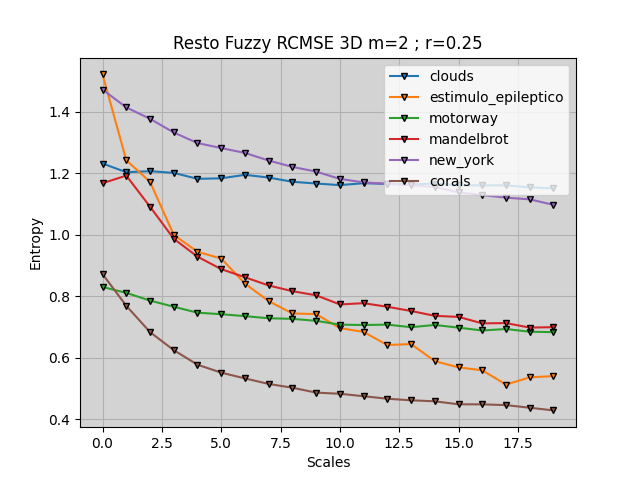 Resto Fuzzy RCMSE 3D m=2 ; r=0.25
clouds
estimulo_epileptico
motorway
mandelbrot
new_york
corals
Entropy
1.4
1.2
1.0
0.8
0.6
0.4
0.0 2.5 5.0 7.5 10.0 12.5 15.0 17.5
Scales